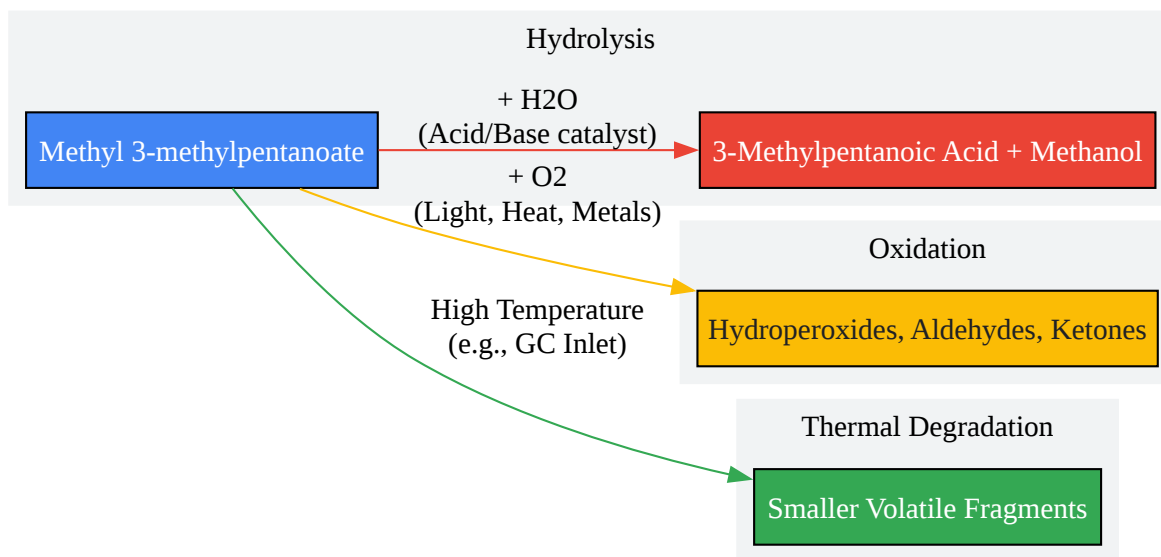 Hydrolysis
+ H2O
(Acid/Base catalyst)
Methyl 3-methylpentanoate
3-Methylpentanoic Acid + Methanol
+ O2
(Light, Heat, Metals)
Oxidation
High Temperature
(e.g., GC Inlet)
Hydroperoxides, Aldehydes, Ketones
Thermal Degradation
Smaller Volatile Fragments